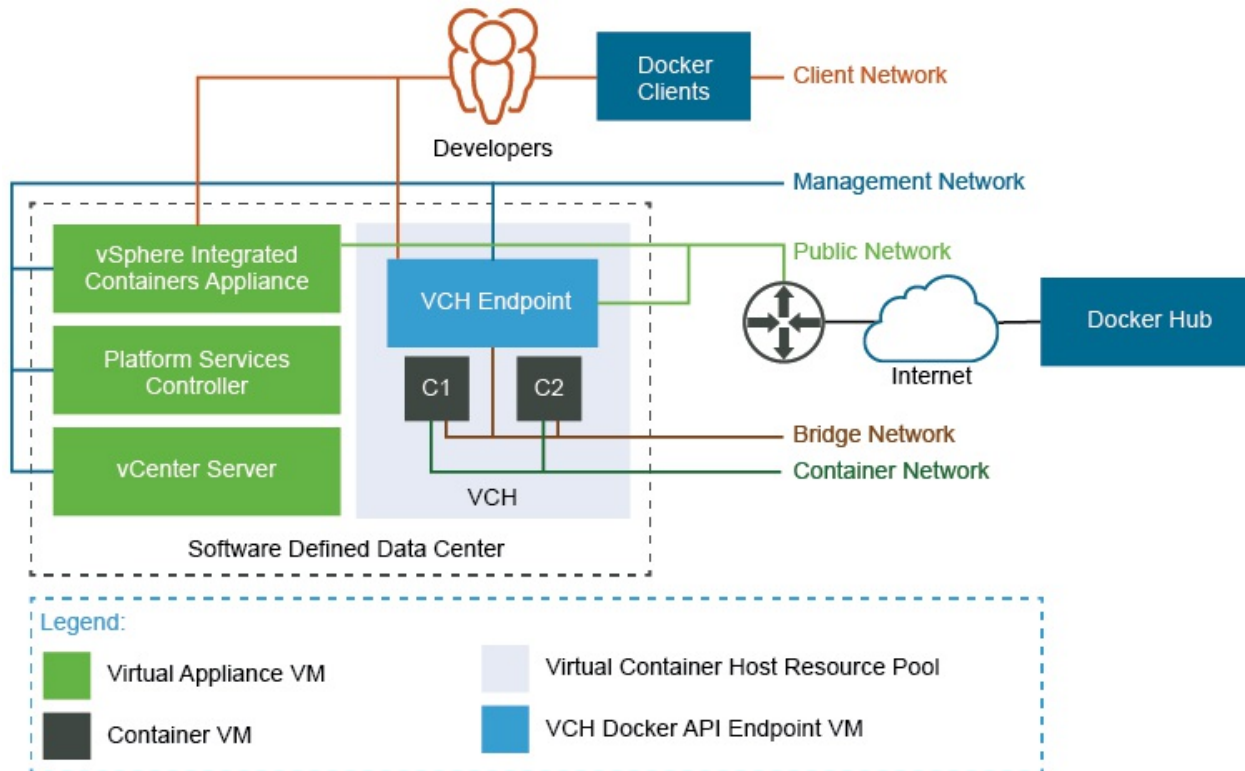 Docker
Clients
Client Network
Developers
Management Network
vSphere Integrated
Containers Appliance
Public Network
VCH Endpoint
Docker Hub
Platform Services
Controller
Internet
C1
C2
Bridge Network
vCenter Server
Container Network
VCH
Software Defined Data Center
Legend:
Virtual Appliance VM
Virtual Container Host Resource Pool
Container VM
VCH Docker API Endpoint VM